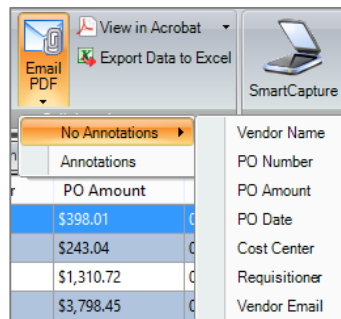 View in Acrobat
Export Data to Excel
Email
PDF
SmartCapture
No Annotations
Annotations
PO Amount
$398.01
$243.04
$1,310.72
$3,798.45
Vendor Name
PO Number
PO Amount
PO Date
Cost Center
Requisitioner
Vendor Email